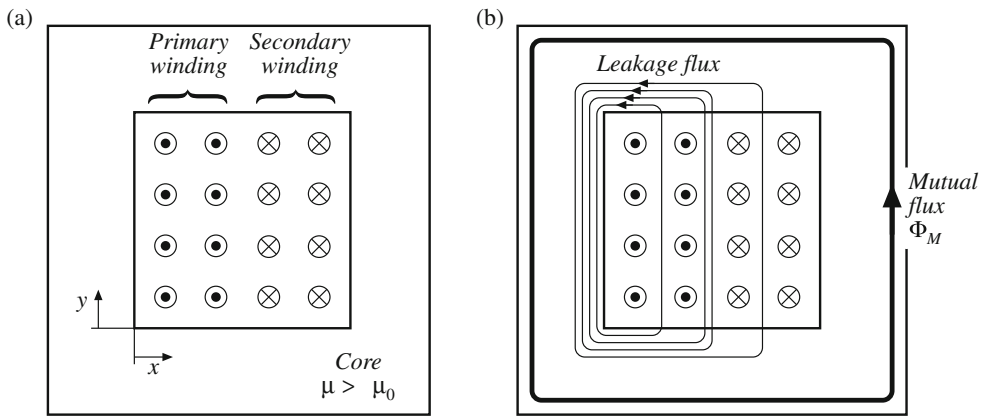 (a)
Primary winding
Secondary winding
y
x
Core
μ > μ0
(b)
Leakage flux
Mutual
flux
ΦM